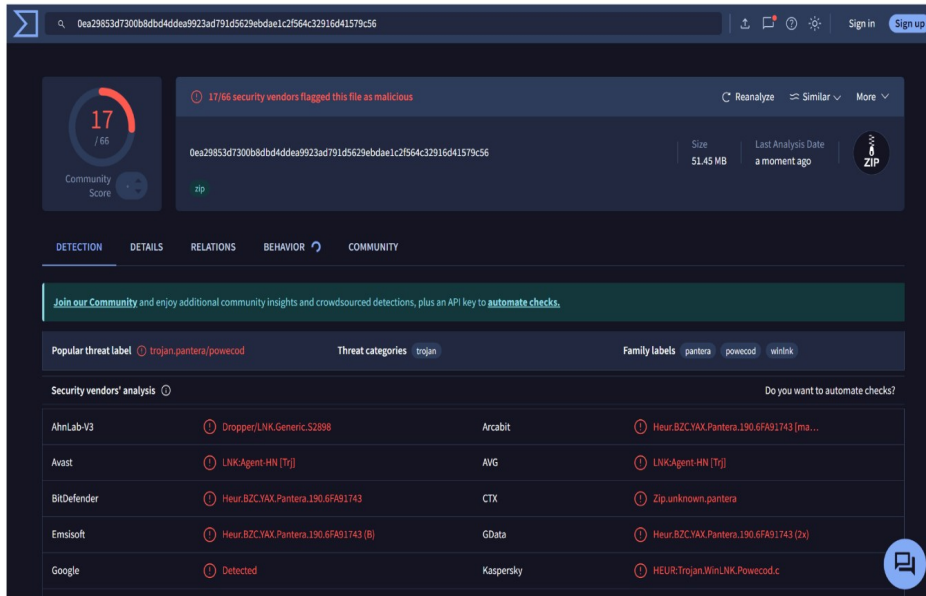 0ea29853d7300b8dbd4ddea9923ad791d5629ebdae1c2f564c32916d41579c56
Sign in
Sign up
17
/ 66
Community
Score
17/66 security vendors flagged this file as malicious
Reanalyze
Similar
More
0ea29853d7300b8dbd4ddea9923ad791d5629ebdae1c2f564c32916d41579c56
zip
Size
51.45 MB
Last Analysis Date
a moment ago
ZIP
DETECTION
DETAILS
RELATIONS
BEHAVIOR
COMMUNITY
Join our Community and enjoy additional community insights and crowdsourced detections, plus an API key to automate checks.
Popular threat label trojan.pantera/powecod
Threat categories trojan
Family labels pantera powecod winlnk
Security vendors' analysis
Do you want to automate checks?
AhnLab-V3 Dropper/LNK.Generic.S2898
Arcabit Heur.BZC.YAX.Pantera.190.6FA91743 [ma...
Avast LNK:Agent-HN [Trj]
AVG LNK:Agent-HN [Trj]
BitDefender Heur.BZC.YAX.Pantera.190.6FA91743
CTX Zip.unknown.pantera
Emsisoft Heur.BZC.YAX.Pantera.190.6FA91743 (B)
GData Heur.BZC.YAX.Pantera.190.6FA91743 (2x)
Google Detected
Kaspersky HEUR:Trojan.WinLNK.Powecod.c